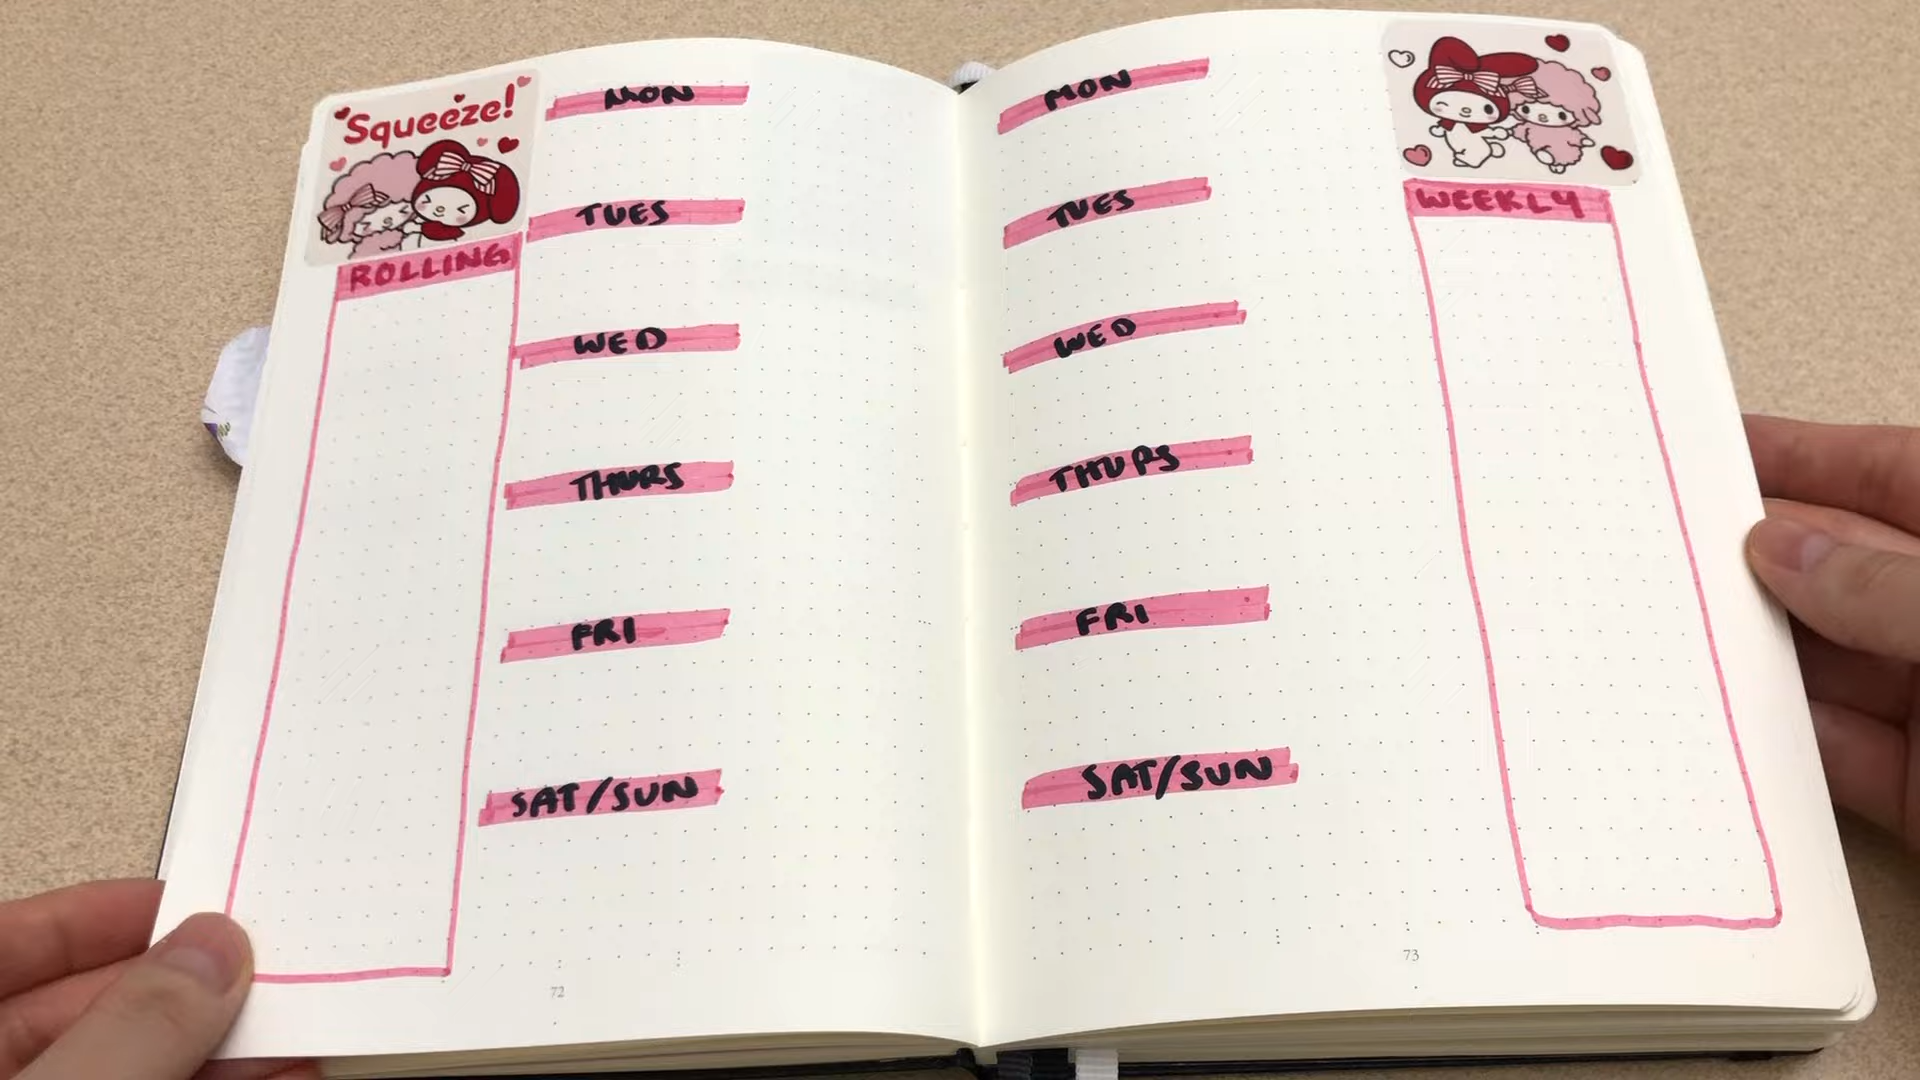 Squeeze!
ROLLING
MON
TUES
WED
THURS
FRI
SAT/SUN
72
MON
TUES
WED
THURS
FRI
SAT/SUN
WEEKLY
73